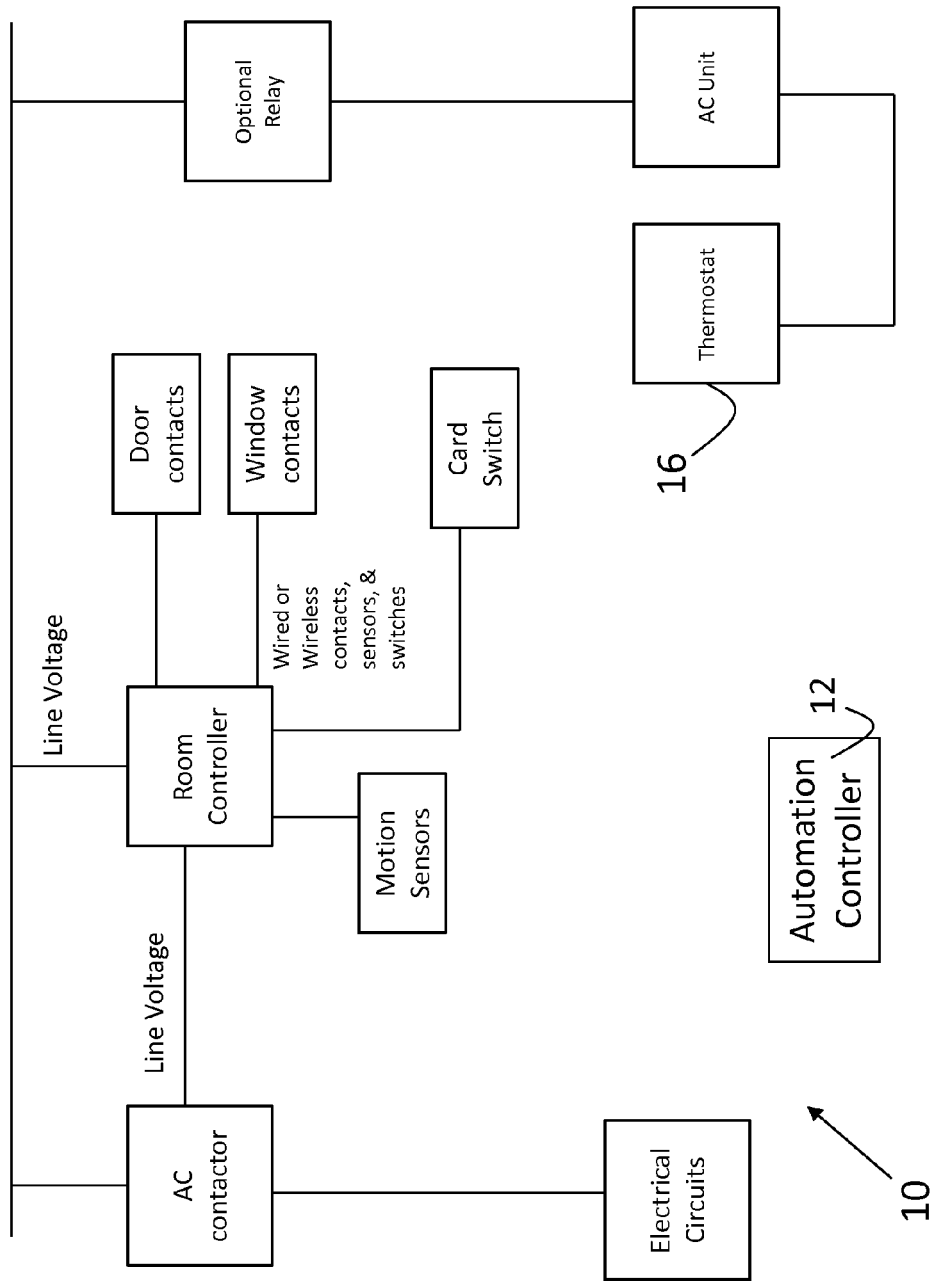 Line Voltage
Line Voltage
AC
contactor
Room
Controller
Door
contacts
Window
contacts
Optional
Relay
Wired or
Wireless
contacts,
sensors, &
switches
Motion
Sensors
Card
Switch
Electrical
Circuits
Thermostat
AC Unit
16
Automation
Controller
12
10